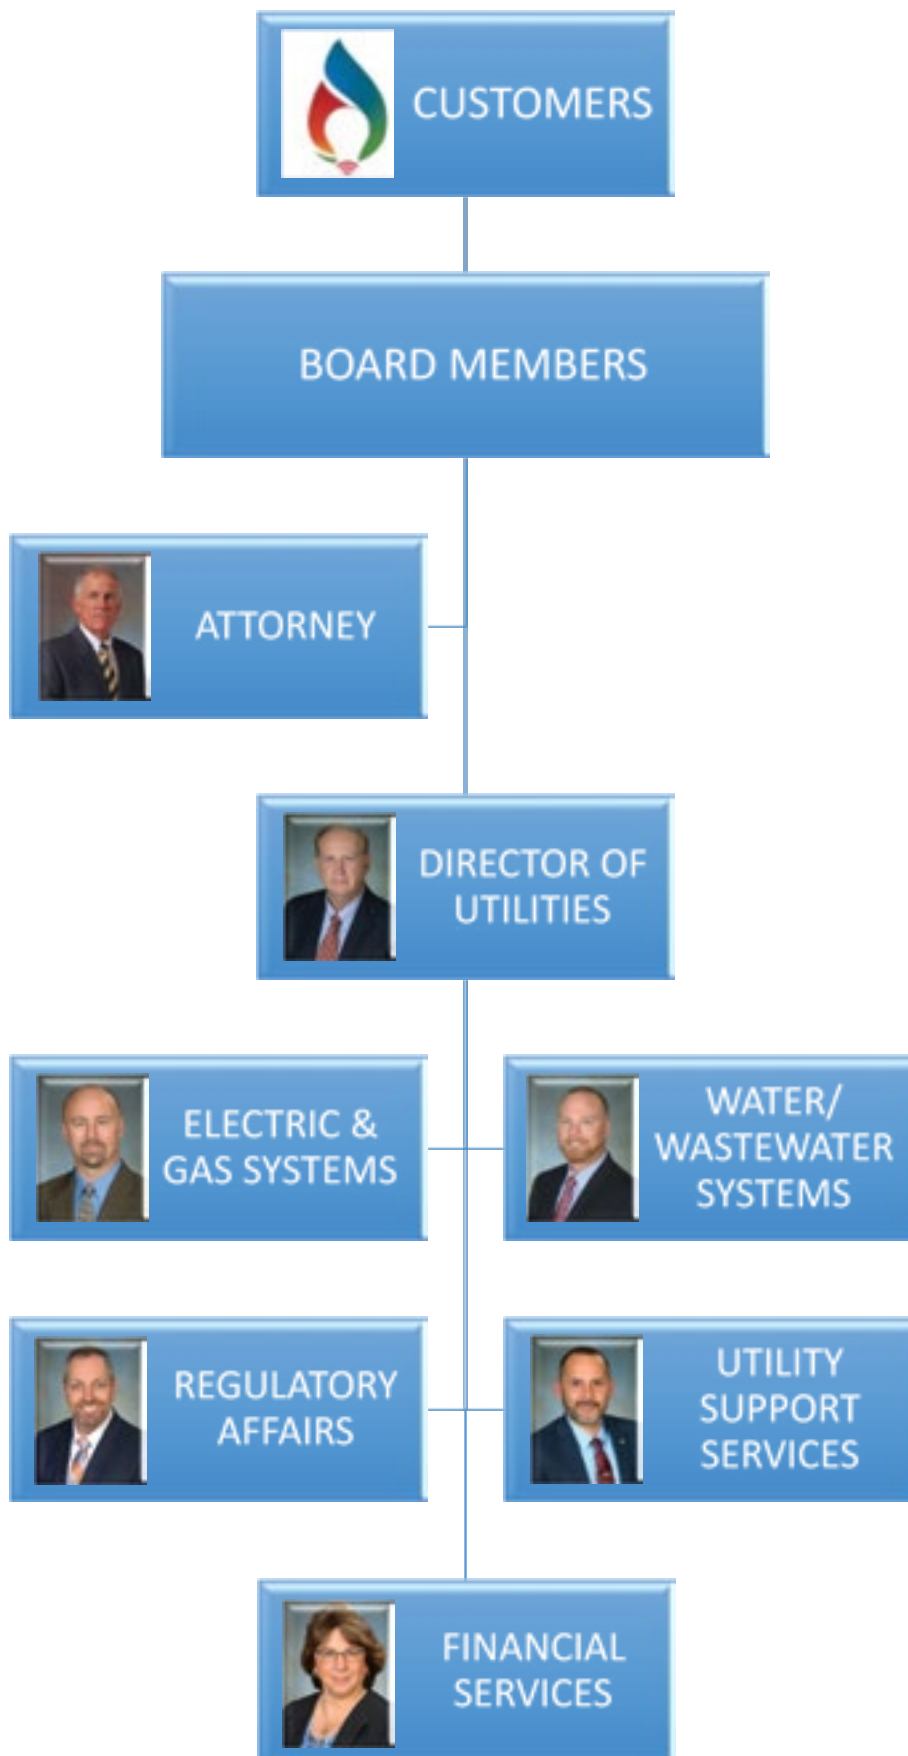 CUSTOMERS
BOARD MEMBERS
ATTORNEY
DIRECTOR OF
UTILITIES
ELECTRIC &
GAS SYSTEMS
WATER/
WASTEWATER
SYSTEMS
REGULATORY
AFFAIRS
UTILITY
SUPPORT
SERVICES
FINANCIAL
SERVICES